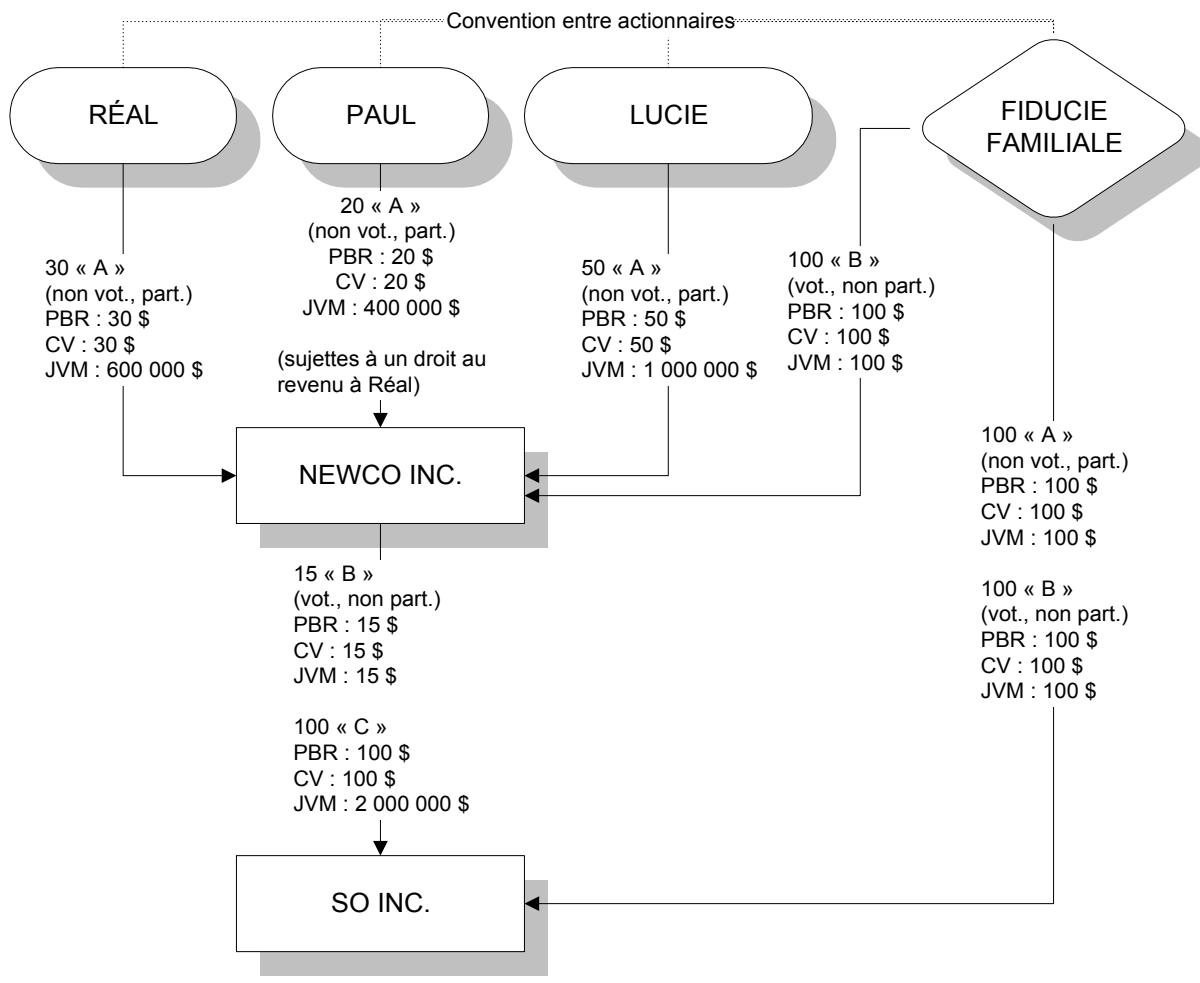 Convention entre actionnaires
RÉAL
PAUL
LUCIE
FIDUCIE
FAMILIALE
30 « A »
(non vot., part.)
PBR : 30 $
CV : 30 $
JVM : 600 000 $
20 « A »
(non vot., part.)
PBR : 20 $
CV : 20 $
JVM : 400 000 $
(sujettes à un droit au
revenu à Réal)
50 « A »
(non vot., part.)
PBR : 50 $
CV : 50 $
JVM : 1 000 000 $
100 « B »
(vot., non part.)
PBR : 100 $
CV : 100 $
JVM : 100 $
100 « A »
(non vot., part.)
PBR : 100 $
CV : 100 $
JVM : 100 $
100 « B »
(vot., non part.)
PBR : 100 $
CV : 100 $
JVM : 100 $
NEWCO INC.
15 « B »
(vot., non part.)
PBR : 15 $
CV : 15 $
JVM : 15 $
100 « C »
PBR : 100 $
CV : 100 $
JVM : 2 000 000 $
SO INC.